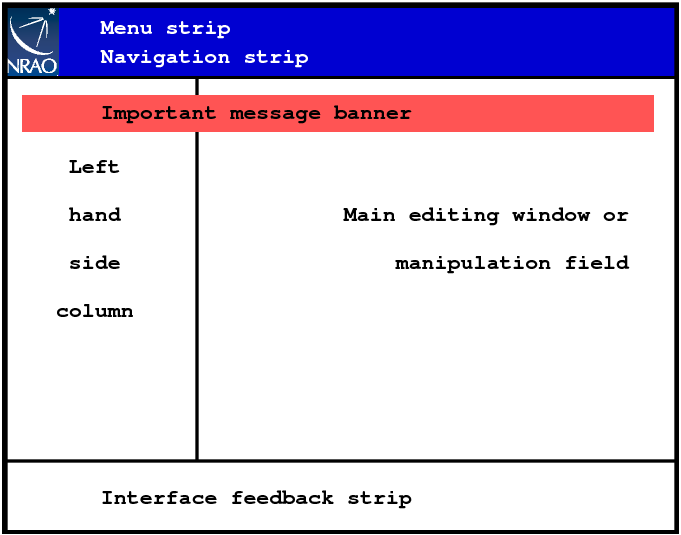 NRAO
Menu strip
Navigation strip
Important message banner
Left
hand
side
column
Main editing window or
manipulation field
Interface feedback strip